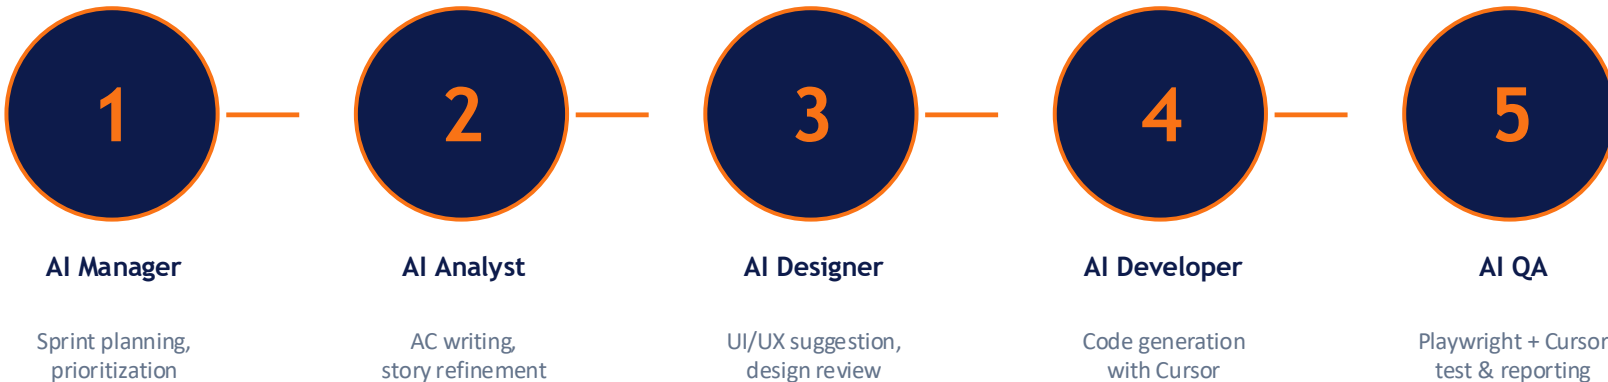 1
2
3
4
5
AI Manager
AI Analyst
AI Designer
AI Developer
AI QA
Sprint planning,
prioritization
AC writing,
story refinement
UI/UX suggestion,
design review
Code generation
with Cursor
Playwright + Cursor
test & reporting